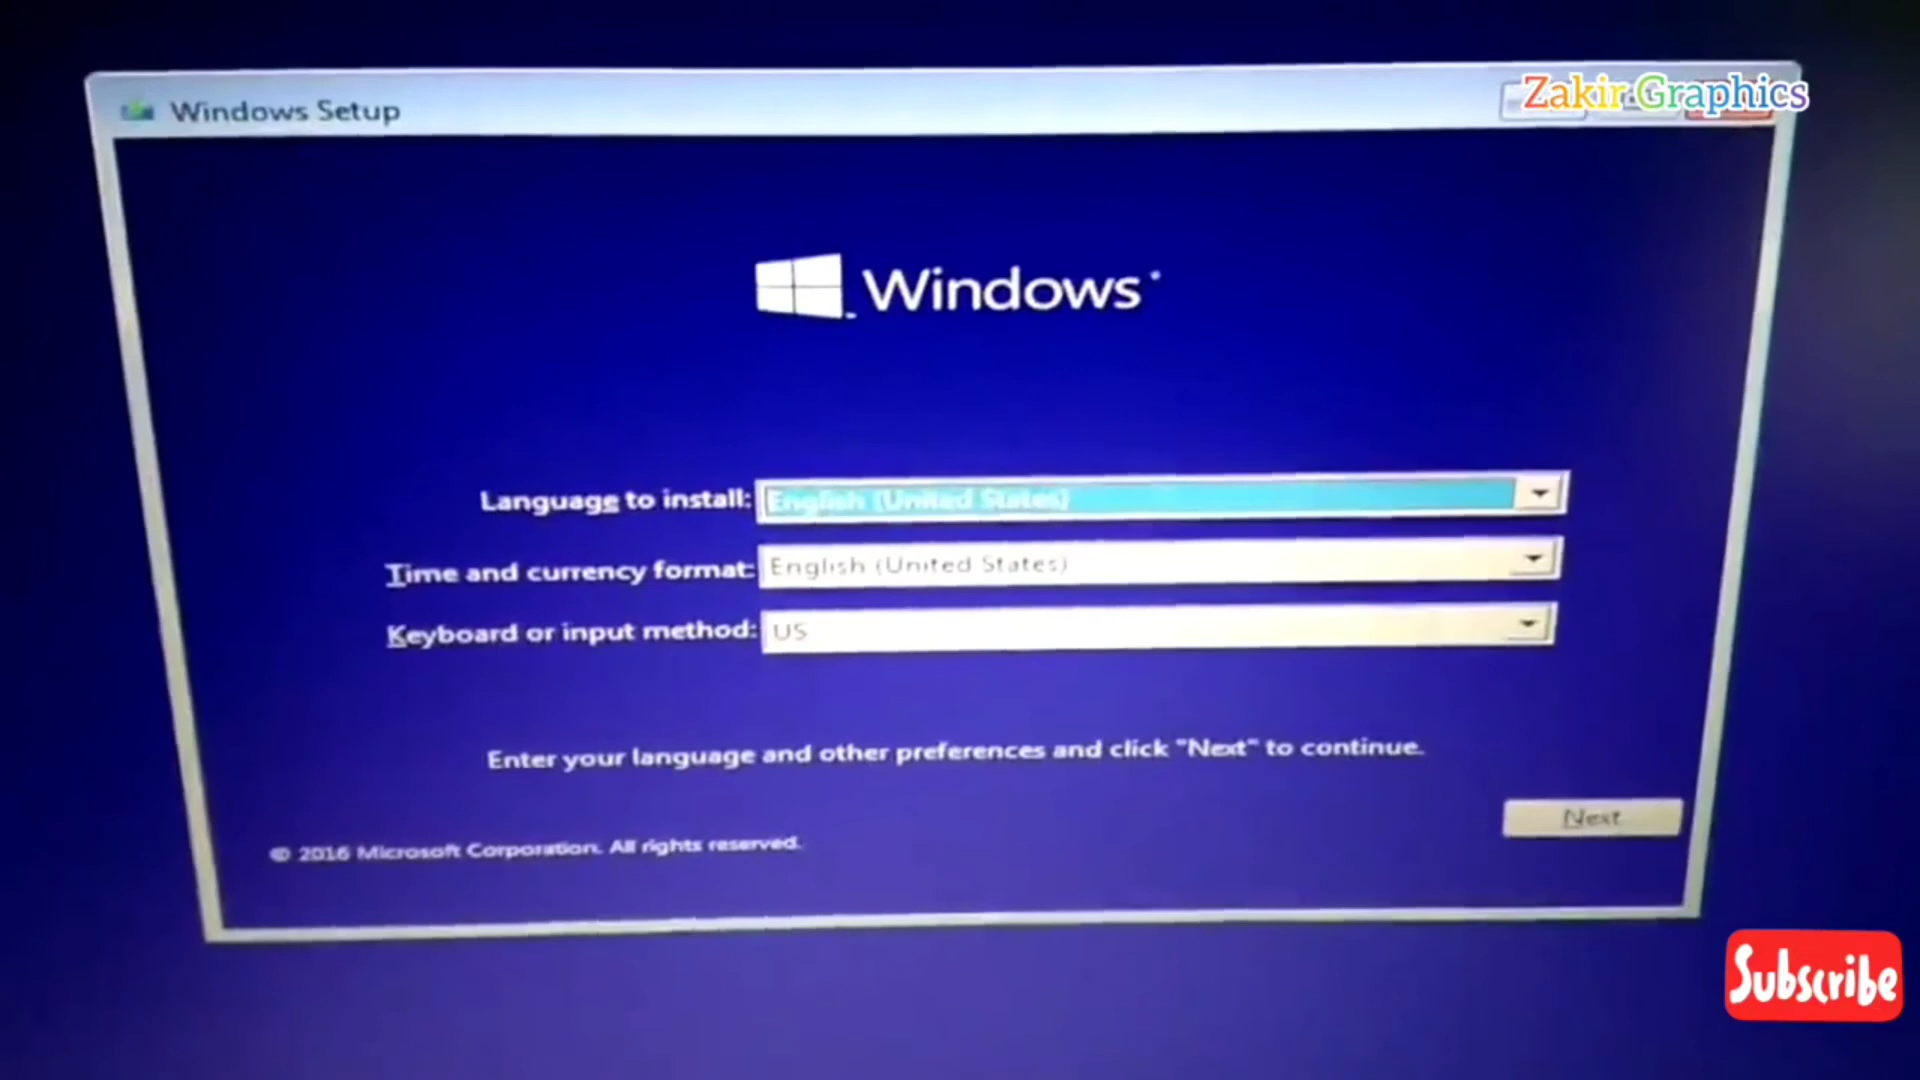 Zakir Graphics
Windows Setup
Windows
Language to install: English (United States)
Time and currency format: English (United States)
Keyboard or input method: US
Enter your language and other preferences and click "Next" to continue.
Next
© 2016 Microsoft Corporation. All rights reserved.
Subscribe